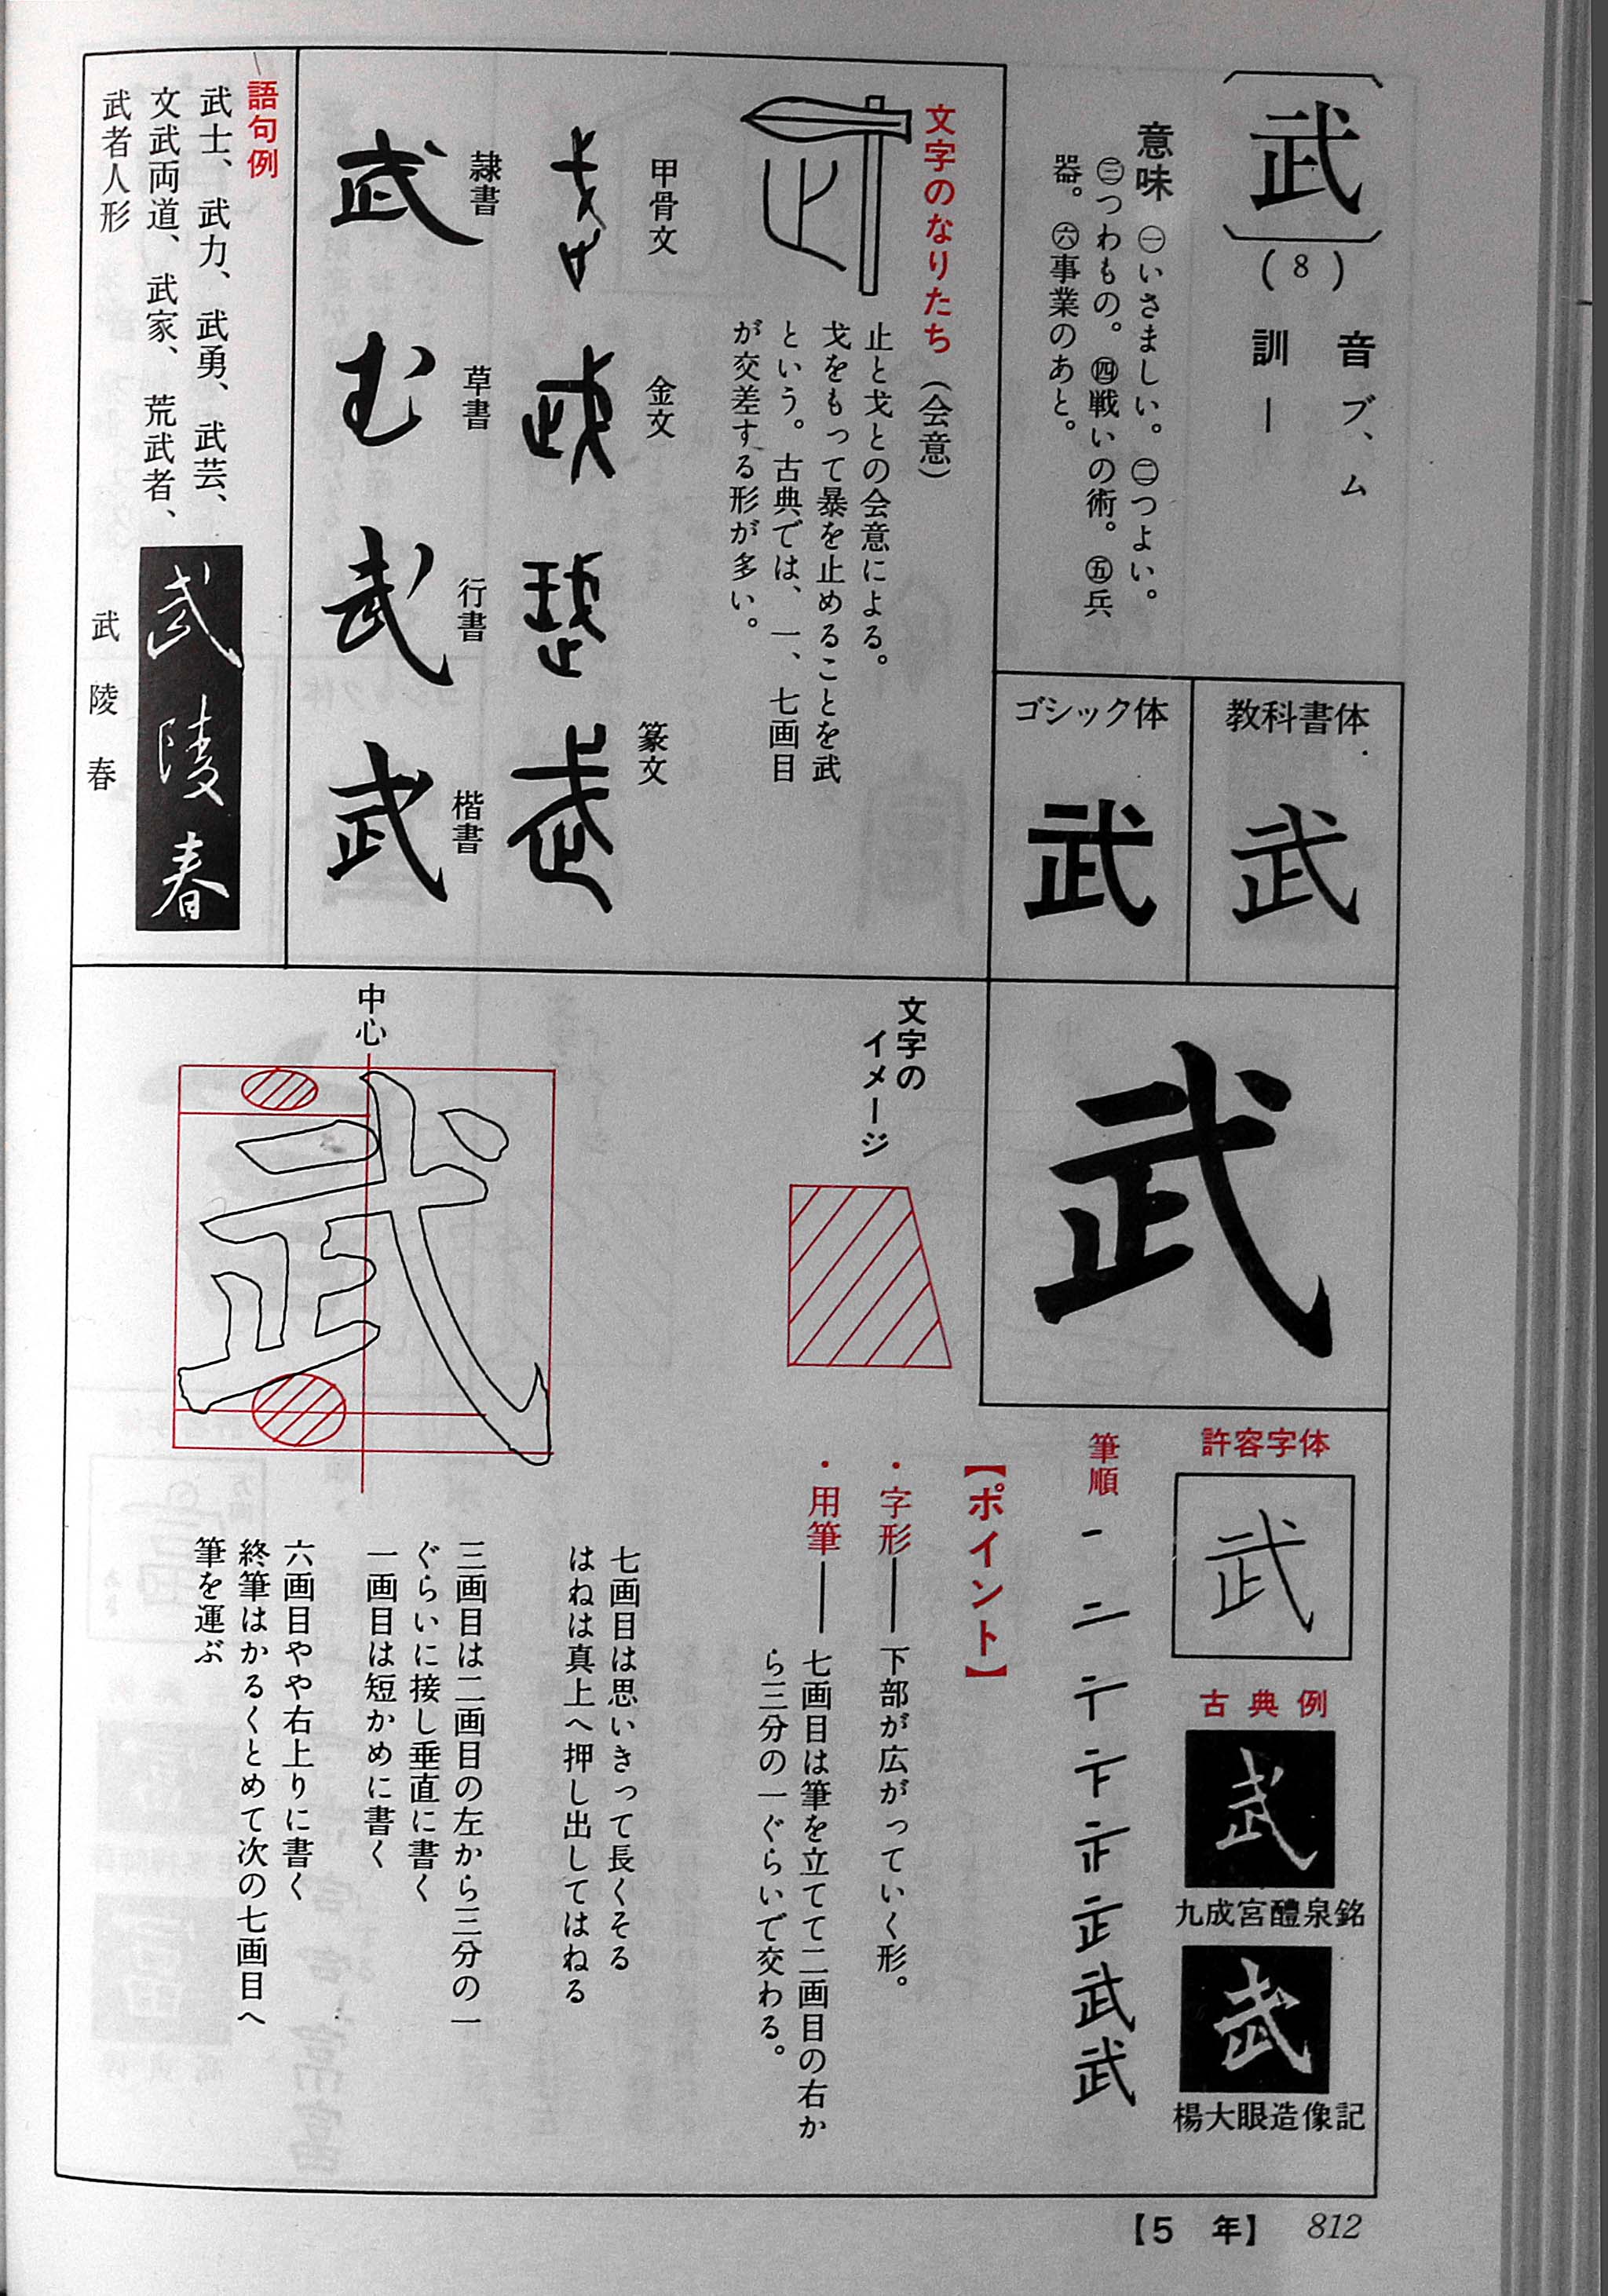 武
(8)
音 ブ、ム
訓 ―
意味 ㊀いさましい。㊁つよい。
㊂つわもの。㊃戦いの術。㊄兵
器。㊅事業のあと。
教科書体
武
ゴシック体
武
文字のなりたち(会意)
止と戈との会意による。
戈をもって暴を止めることを武
という。古典では、一、七画目
が交差する形が多い。
甲骨文
金文
篆文
隷書
武
草書
武
行書
武
楷書
武
語句例
武士、武力、武勇、武芸、
文武両道、武家、荒武者、
武者人形
武陵春
武陵春
武
文字の
イメージ
中心
武
許容字体
武
古典例
武
九成宮醴泉銘
武
楊大眼造像記
筆順
武武
【ポイント】
・字形――下部が広がっていく形。
・用筆――七画目は筆を立てて二画目の右か
ら三分の一ぐらいで交わる。
七画目は思いきって長くそる
はねは真上へ押し出してはねる
三画目は二画目の左から三分の一
ぐらいに接し垂直に書く
一画目は短かめに書く
六画目やや右上りに書く
終筆はかるくとめて次の七画目へ
筆を運ぶ
【5 年】 812